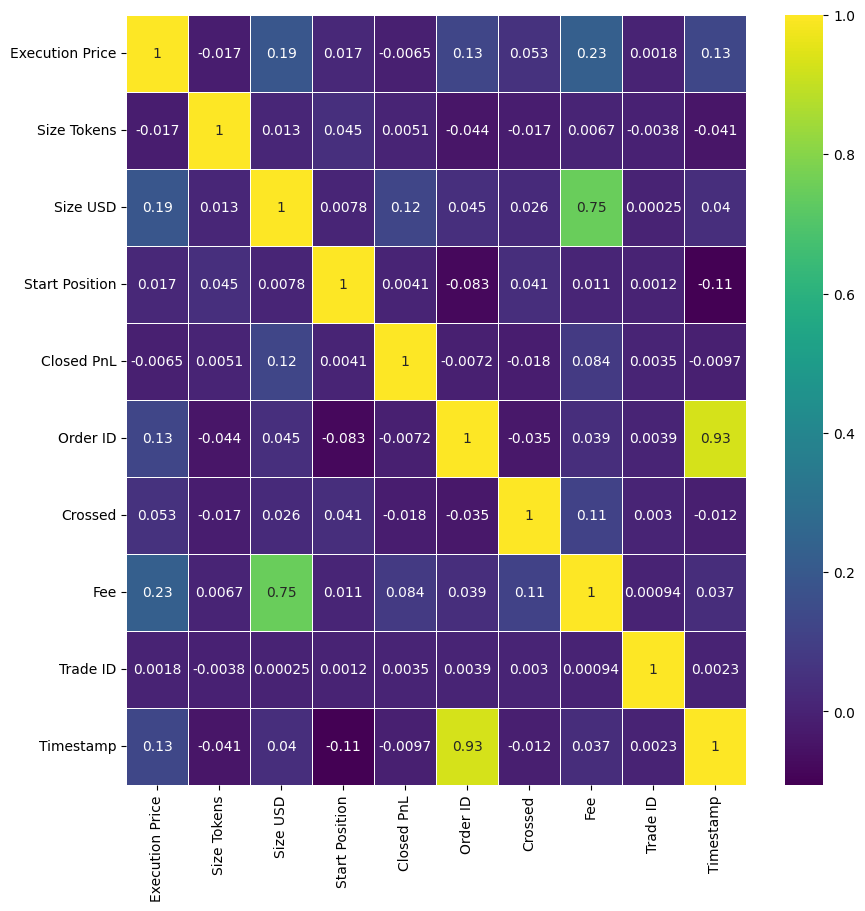 Execution Price 1 -0.017 0.19 0.017 -0.0065 0.13 0.053 0.23 0.0018 0.13
Size Tokens -0.017 1 0.013 0.045 0.0051 -0.044 -0.017 0.0067 -0.0038 -0.041
Size USD 0.19 0.013 1 0.0078 0.12 0.045 0.026 0.75 0.00025 0.04
Start Position 0.017 0.045 0.0078 1 0.0041 -0.083 0.041 0.011 0.0012 -0.11
Closed PnL -0.0065 0.0051 0.12 0.0041 1 -0.0072 -0.018 0.084 0.0035 -0.0097
Order ID 0.13 -0.044 0.045 -0.083 -0.0072 1 -0.035 0.039 0.0039 0.93
Crossed 0.053 -0.017 0.026 0.041 -0.018 -0.035 1 0.11 0.003 -0.012
Fee 0.23 0.0067 0.75 0.011 0.084 0.039 0.11 1 0.00094 0.037
Trade ID 0.0018 -0.0038 0.00025 0.0012 0.0035 0.0039 0.003 0.00094 1 0.0023
Timestamp 0.13 -0.041 0.04 -0.11 -0.0097 0.93 -0.012 0.037 0.0023 1
Execution Price
Size Tokens
Size USD
Start Position
Closed PnL
Order ID
Crossed
Fee
Trade ID
Timestamp
1.0
0.8
0.6
0.4
0.2
0.0